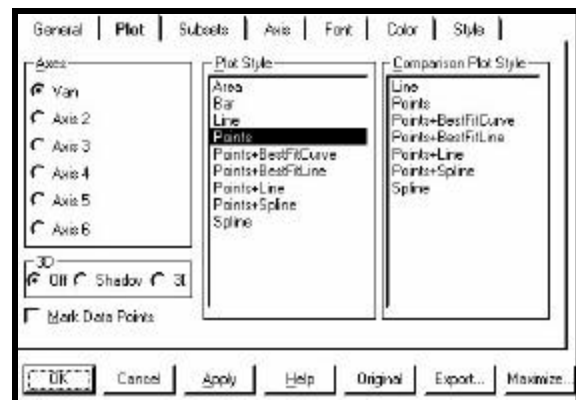 General Plot Subsets Axis Font Color Style
Axes
Van
Axis 2
Axis 3
Axis 4
Axis 5
Axis 6
3D
Off Shadow 3D
Mark Data Points
Plot Style
Area
Bar
Line
Points
Points+BestFitCurve
Points+BestFitLine
Points+Line
Points+Spline
Spline
Comparison Plot Style
Line
Points
Points+BestFitCurve
Points+BestFitLine
Points+Line
Points+Spline
Spline
OK Cancel Apply Help Original Export... Maximize...